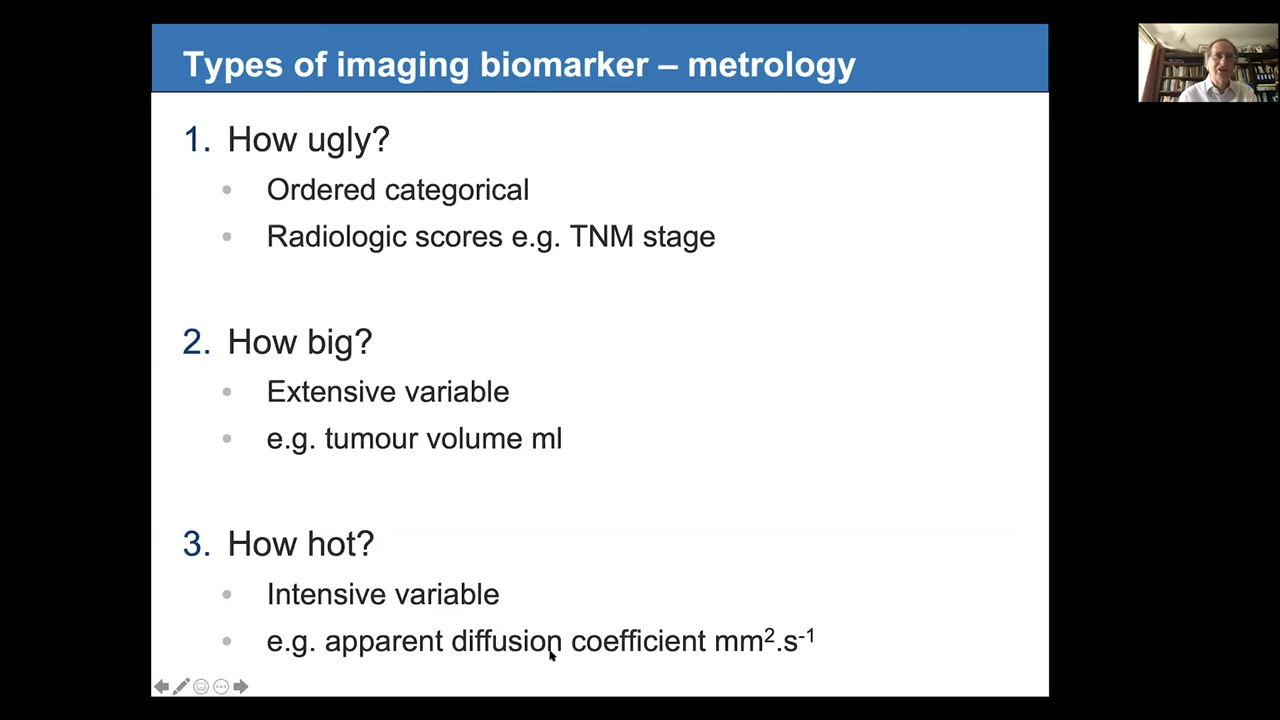 Types of imaging biomarker – metrology
1. How ugly?
• Ordered categorical
• Radiologic scores e.g. TNM stage
2. How big?
• Extensive variable
• e.g. tumour volume ml
3. How hot?
• Intensive variable
• e.g. apparent diffusion coefficient mm².s⁻¹